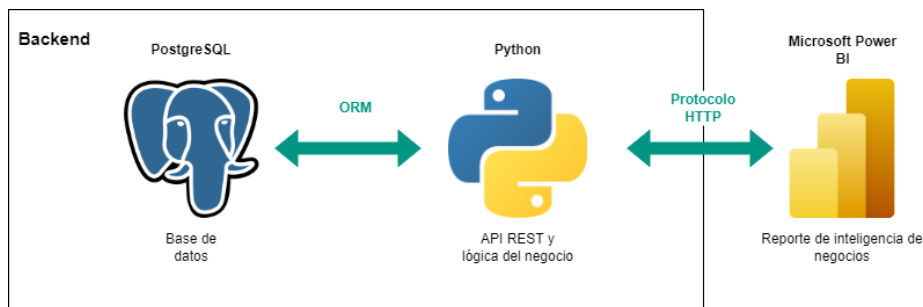 Backend
PostgreSQL
Python
Microsoft Power
BI
ORM
Protocolo
HTTP
Base de
datos
API REST y
lógica del negocio
Reporte de inteligencia de
negocios